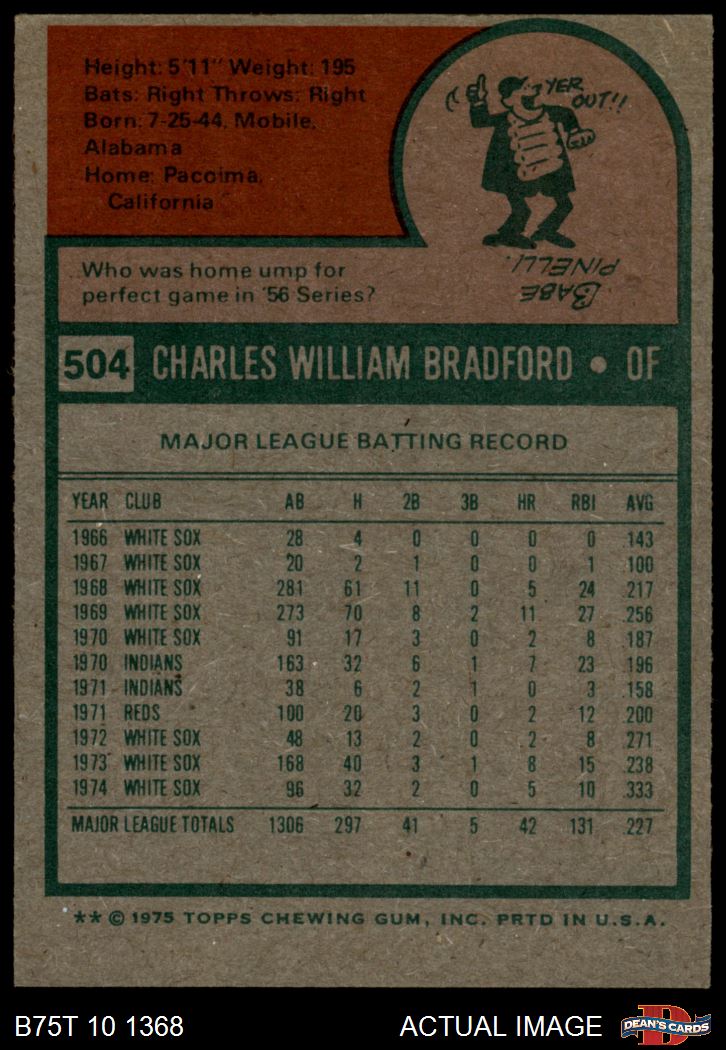 Height: 5'11" Weight: 195
Bats: Right Throws: Right
Born: 7-25-44, Mobile,
Alabama
Home: Pacoima,
California
YER
OUT!!
BABE
PINELLI.
Who was home ump for
perfect game in '56 Series?
504 CHARLES WILLIAM BRADFORD • OF
MAJOR LEAGUE BATTING RECORD
YEAR CLUB AB H 2B 3B HR RBI AVG
1966 WHITE SOX 28 4 0 0 0 0 .143
1967 WHITE SOX 20 2 1 0 0 1 .100
1968 WHITE SOX 281 61 11 0 5 24 .217
1969 WHITE SOX 273 70 8 2 11 27 .256
1970 WHITE SOX 91 17 3 0 2 8 .187
1970 INDIANS 163 32 6 1 7 23 .196
1971 INDIANS 38 6 2 1 0 3 .158
1971 REDS 100 20 3 0 2 12 .200
1972 WHITE SOX 48 13 2 0 2 8 .271
1973 WHITE SOX 168 40 3 1 8 15 .238
1974 WHITE SOX 96 32 2 0 5 10 .333
MAJOR LEAGUE TOTALS 1306 297 41 5 42 131 .227
** © 1975 TOPPS CHEWING GUM, INC. PRTD IN U.S.A.
B75T 10 1368 ACTUAL IMAGE
D
DEAN'S CARDS